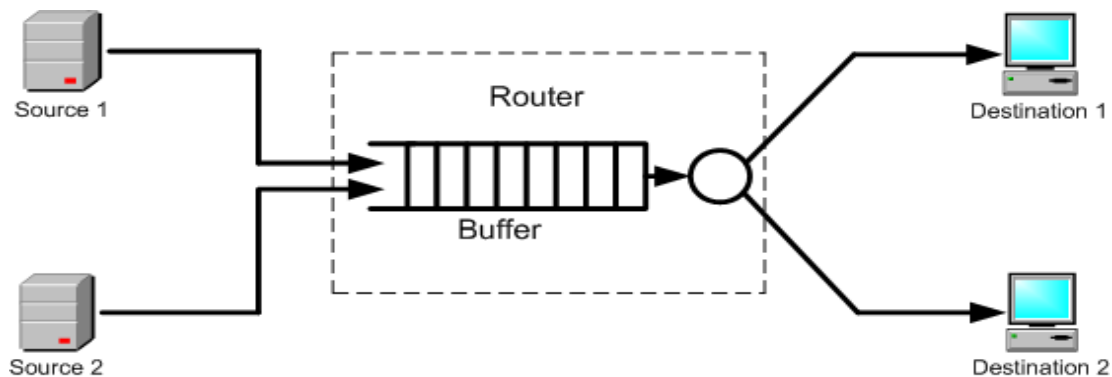 Source 1
Router
Destination 1
Buffer
Source 2
Destination 2